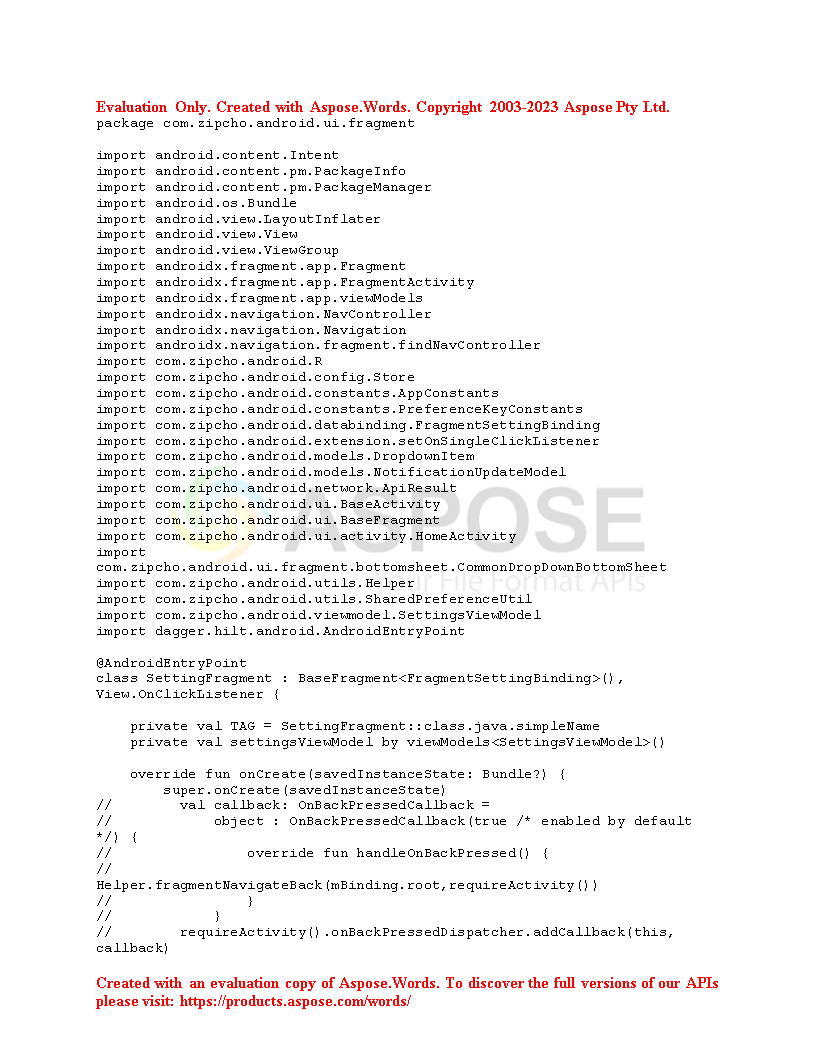 Evaluation Only. Created with Aspose.Words. Copyright 2003-2023 Aspose Pty Ltd.
package com.zipcho.android.ui.fragment

import android.content.Intent
import android.content.pm.PackageInfo
import android.content.pm.PackageManager
import android.os.Bundle
import android.view.LayoutInflater
import android.view.View
import android.view.ViewGroup
import androidx.fragment.app.Fragment
import androidx.fragment.app.FragmentActivity
import androidx.fragment.app.viewModels
import androidx.navigation.NavController
import androidx.navigation.Navigation
import androidx.navigation.fragment.findNavController
import com.zipcho.android.R
import com.zipcho.android.config.Store
import com.zipcho.android.constants.AppConstants
import com.zipcho.android.constants.PreferenceKeyConstants
import com.zipcho.android.databinding.FragmentSettingBinding
import com.zipcho.android.extension.setOnSingleClickListener
import com.zipcho.android.models.DropdownItem
import com.zipcho.android.models.NotificationUpdateModel
import com.zipcho.android.network.ApiResult
import com.zipcho.android.ui.BaseActivity
import com.zipcho.android.ui.BaseFragment
import com.zipcho.android.ui.activity.HomeActivity
import
com.zipcho.android.ui.fragment.bottomsheet.CommonDropDownBottomSheet
import com.zipcho.android.utils.Helper
import com.zipcho.android.utils.SharedPreferenceUtil
import com.zipcho.android.viewmodel.SettingsViewModel
import dagger.hilt.android.AndroidEntryPoint

@AndroidEntryPoint
class SettingFragment : BaseFragment<FragmentSettingBinding>(),
View.OnClickListener {

    private val TAG = SettingFragment::class.java.simpleName
    private val settingsViewModel by viewModels<SettingsViewModel>()

    override fun onCreate(savedInstanceState: Bundle?) {
        super.onCreate(savedInstanceState)
//        val callback: OnBackPressedCallback =
//            object : OnBackPressedCallback(true /* enabled by default
*/) {
//                override fun handleOnBackPressed() {
//
Helper.fragmentNavigateBack(mBinding.root,requireActivity())
//                }
//            }
//        requireActivity().onBackPressedDispatcher.addCallback(this,
callback)

ASPOSE
File Format APIs
Created with an evaluation copy of Aspose.Words. To discover the full versions of our APIs
please visit: https://products.aspose.com/words/